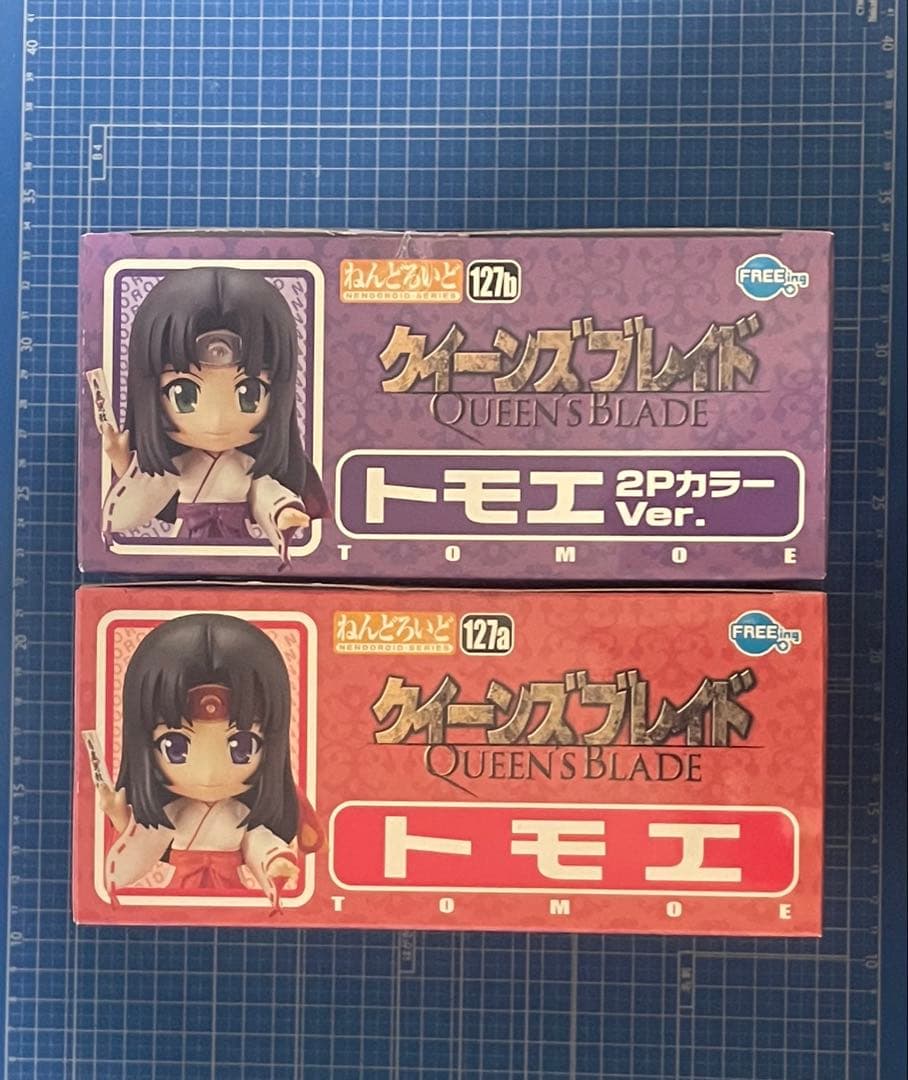 B4
ねんどろいど
NENDOROID SERIES
127b
FREEing
クイーンズブレイド
QUEEN'S BLADE
トモエ 2Pカラー Ver.
TOMOE
ねんどろいど
NENDOROID SERIES
127a
FREEing
クイーンズブレイド
QUEEN'S BLADE
トモエ
TOMOE